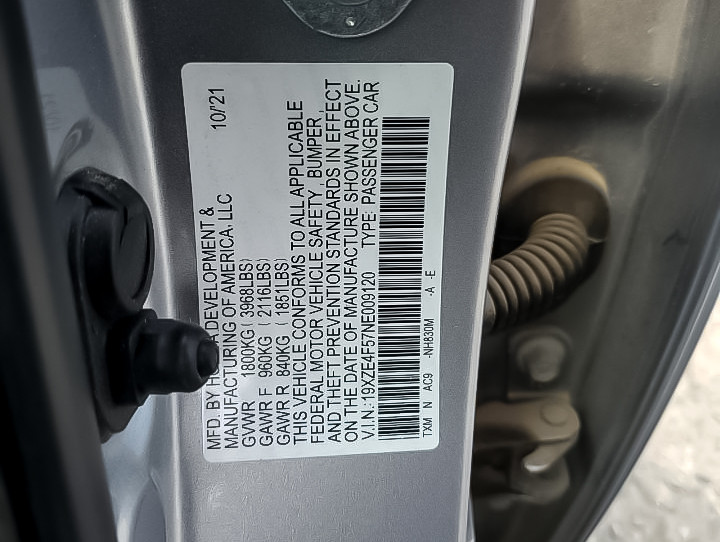 MFD. BY HONDA DEVELOPMENT & 10/'21
MANUFACTURING OF AMERICA, LLC
GVWR 1800KG ( 3968LBS)
GAWR F 960KG ( 2116LBS)
GAWR R 840KG ( 1851LBS)
THIS VEHICLE CONFORMS TO ALL APPLICABLE
FEDERAL MOTOR VEHICLE SAFETY, BUMPER,
AND THEFT PREVENTION STANDARDS IN EFFECT
ON THE DATE OF MANUFACTURE SHOWN ABOVE.
V.I.N.:19XZE4F57NE009120 TYPE: PASSENGER CAR
TXM N AC9 -NH830M -A -E